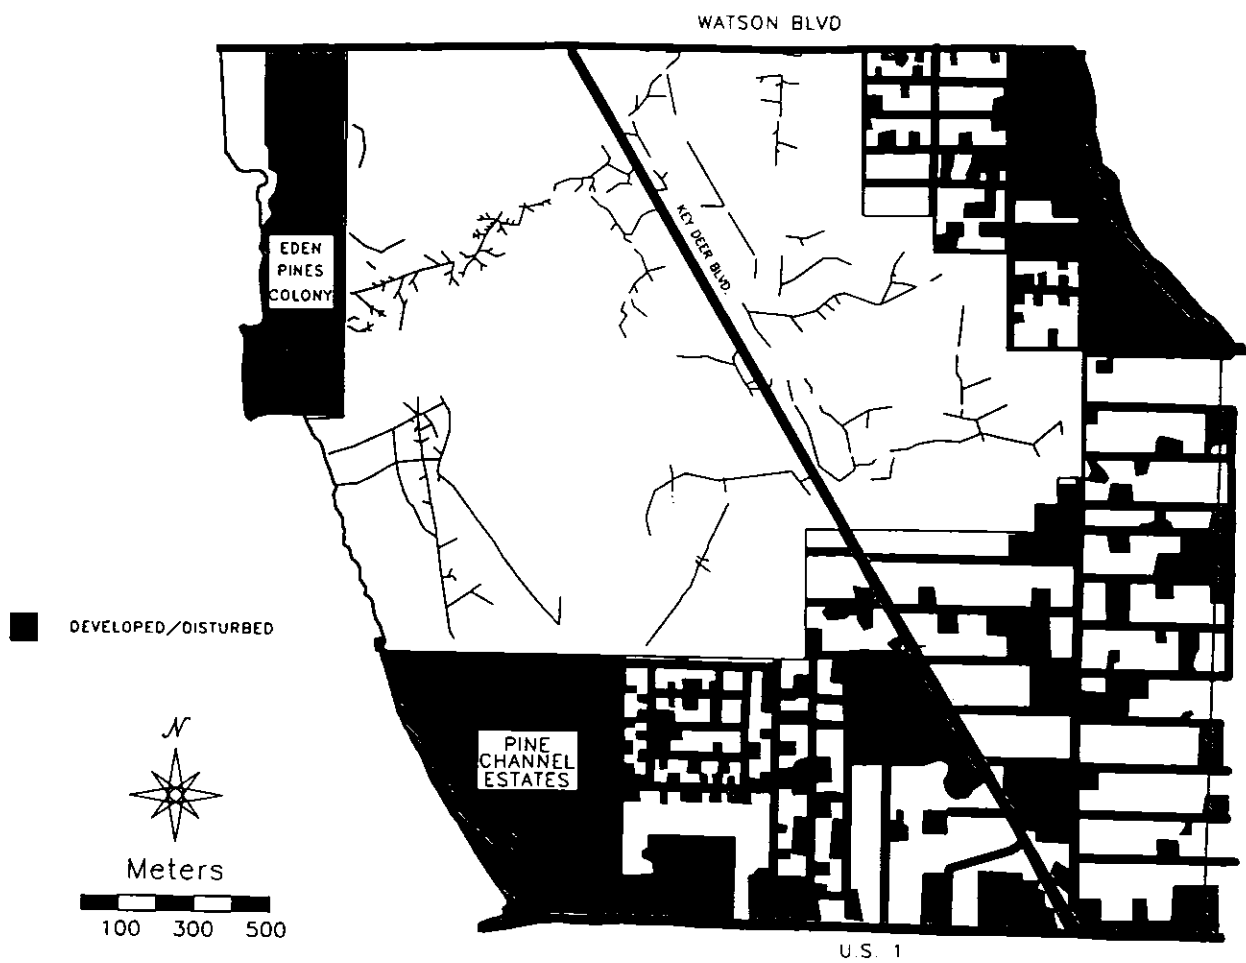 WATSON BLVD
KEY DEER BLVD.
EDEN
PINES
COLONY
DEVELOPED/DISTURBED
N
PINE
CHANNEL
ESTATES
Meters
100 300 500
U.S. 1